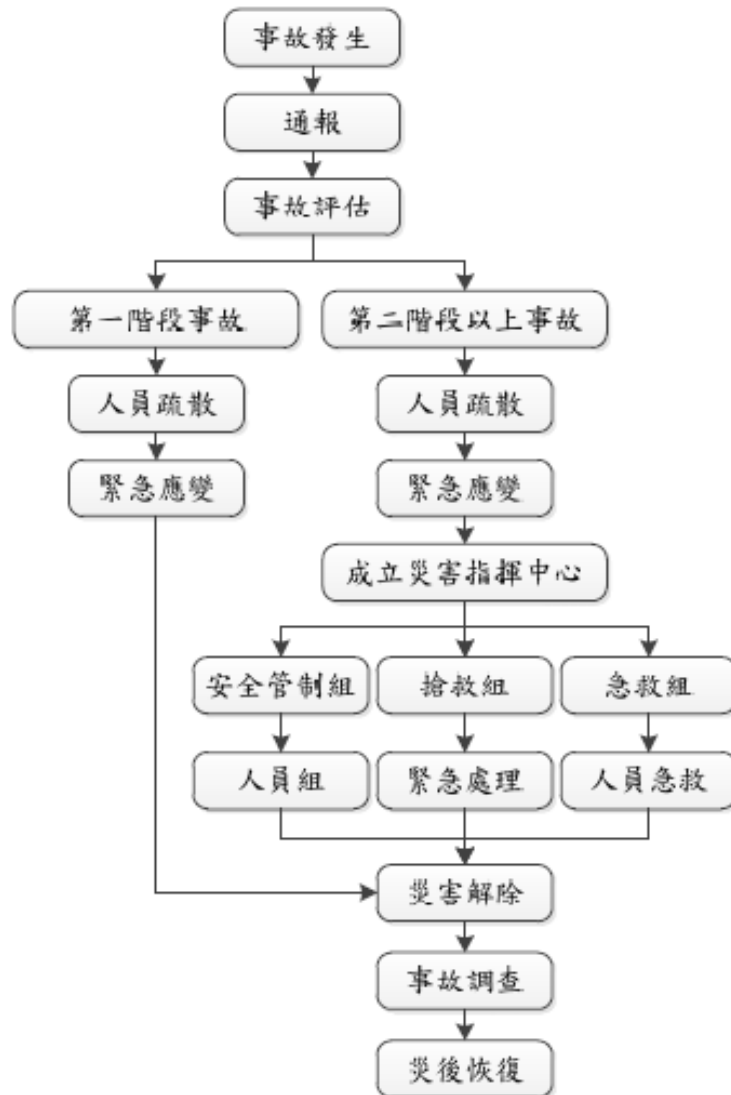 事故發生
通報
事故評估
第一階段事故
第二階段以上事故
人員疏散
人員疏散
緊急應變
緊急應變
成立災害指揮中心
安全管制組
搶救組
急救組
人員組
緊急處理
人員急救
災害解除
事故調查
災後恢復